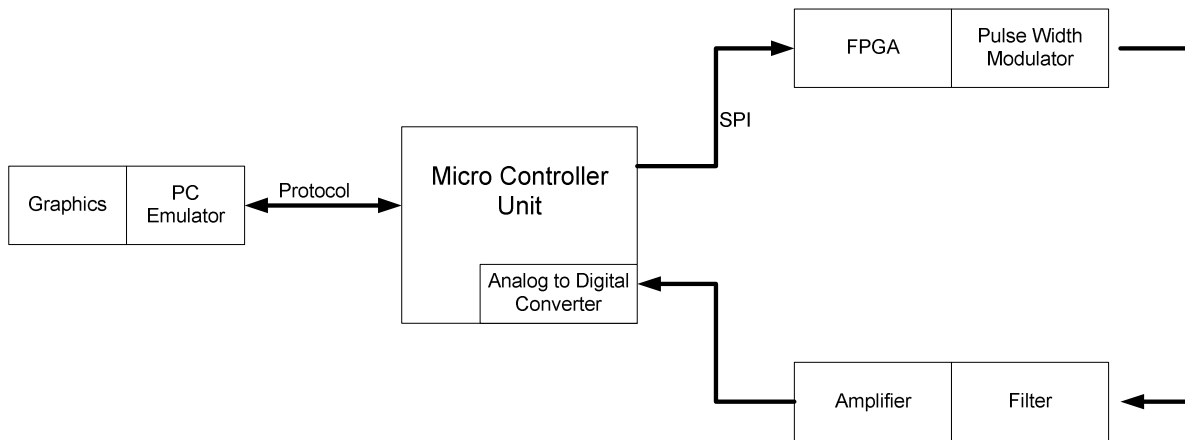 FPGA
Pulse Width
Modulator
SPI
Micro Controller
Unit
Graphics
PC
Emulator
Protocol
Analog to Digital
Converter
Amplifier
Filter